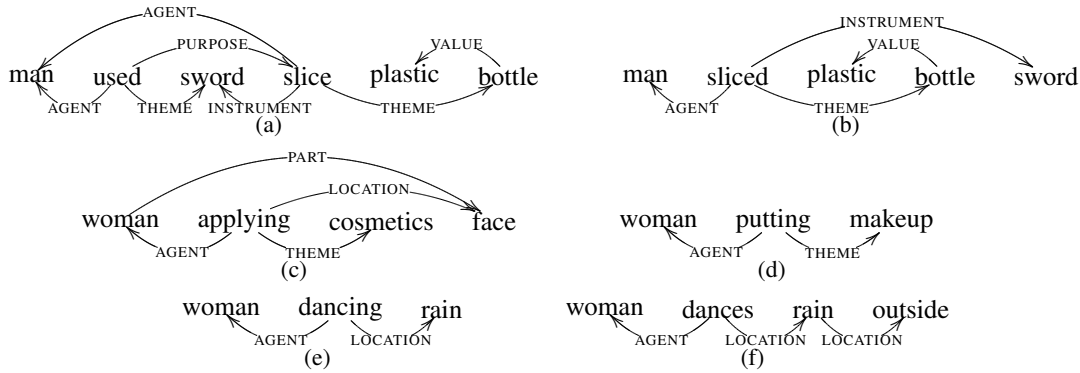 AGENT INSTRUMENT
PURPOSE VALUE VALUE
man used sword slice plastic bottle man sliced plastic bottle sword
AGENT THEME INSTRUMENT THEME AGENT THEME
(a) (b)
PART
LOCATION
woman applying cosmetics face woman putting makeup
AGENT THEME AGENT THEME
(c) (d)
woman dancing rain woman dances rain outside
AGENT LOCATION AGENT LOCATION LOCATION
(e) (f)